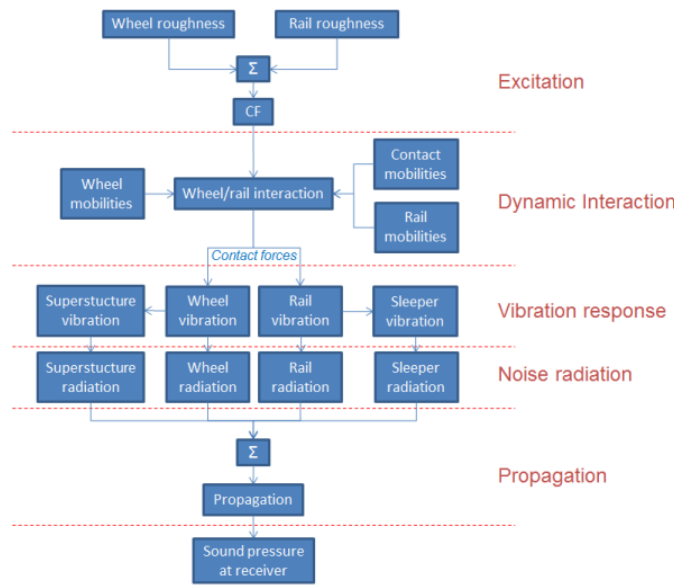 Wheel roughness
Rail roughness
Σ
Excitation
CF
Contact
mobilities
Wheel
mobilities
Wheel/rail interaction
Dynamic Interaction
Rail
mobilities
Contact forces
Superstucture
vibration
Wheel
vibration
Rail
vibration
Sleeper
vibration
Vibration response
Superstucture
radiation
Wheel
radiation
Rail
radiation
Sleeper
radiation
Noise radiation
Σ
Propagation
Propagation
Sound pressure
at receiver